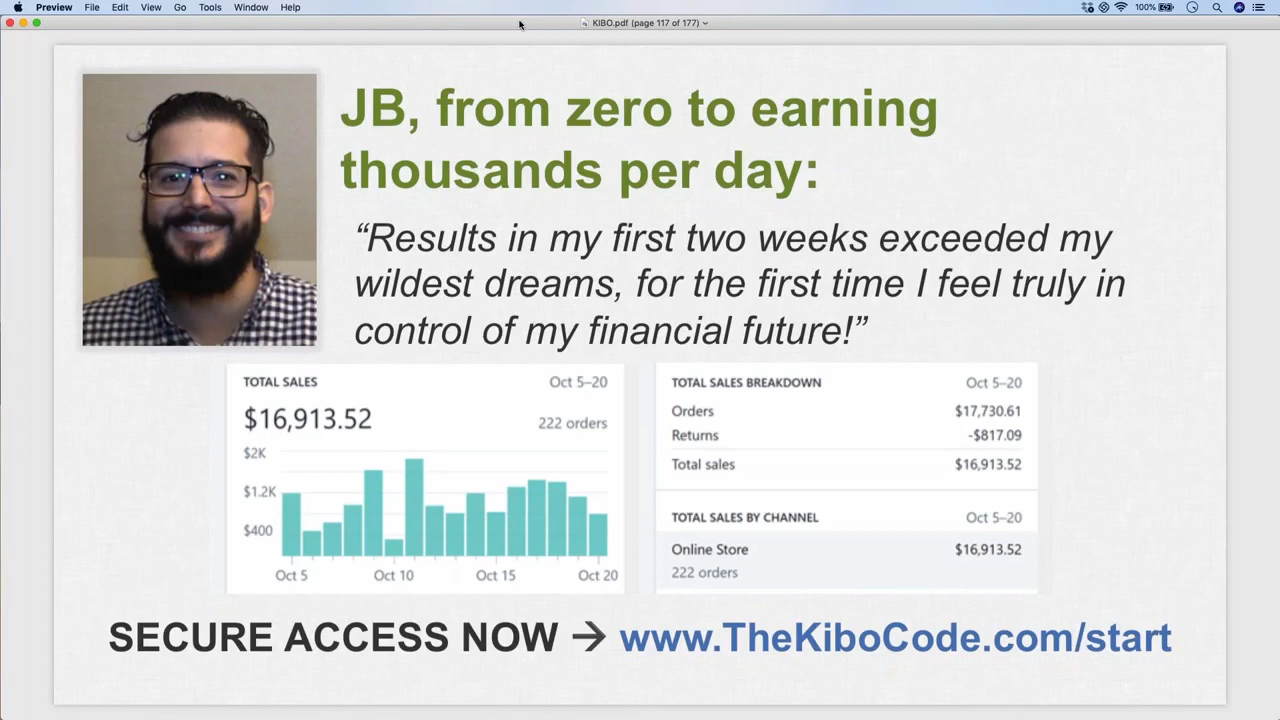 Preview File Edit View Go Tools Window Help
100%
KIBO.pdf (page 117 of 177)
JB, from zero to earning
thousands per day:
“Results in my first two weeks exceeded my
wildest dreams, for the first time I feel truly in
control of my financial future!”
TOTAL SALES Oct 5–20
$16,913.52 222 orders
$2K
$1.2K
$400
Oct 5 Oct 10 Oct 15 Oct 20
TOTAL SALES BREAKDOWN Oct 5–20
Orders $17,730.61
Returns -$817.09
Total sales $16,913.52
TOTAL SALES BY CHANNEL Oct 5–20
Online Store $16,913.52
222 orders
SECURE ACCESS NOW → www.TheKiboCode.com/start